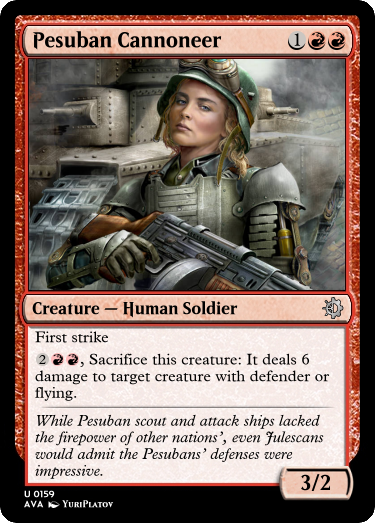 Pesuban Cannoneer 1
Creature — Human Soldier
First strike
2, Sacrifice this creature: It deals 6
damage to target creature with defender or
flying.
While Pesuban scout and attack ships lacked
the firepower of other nations’, even Julescans
would admit the Pesubans’ defenses were
impressive.
3/2
U 0159
AVA YuriPlatov